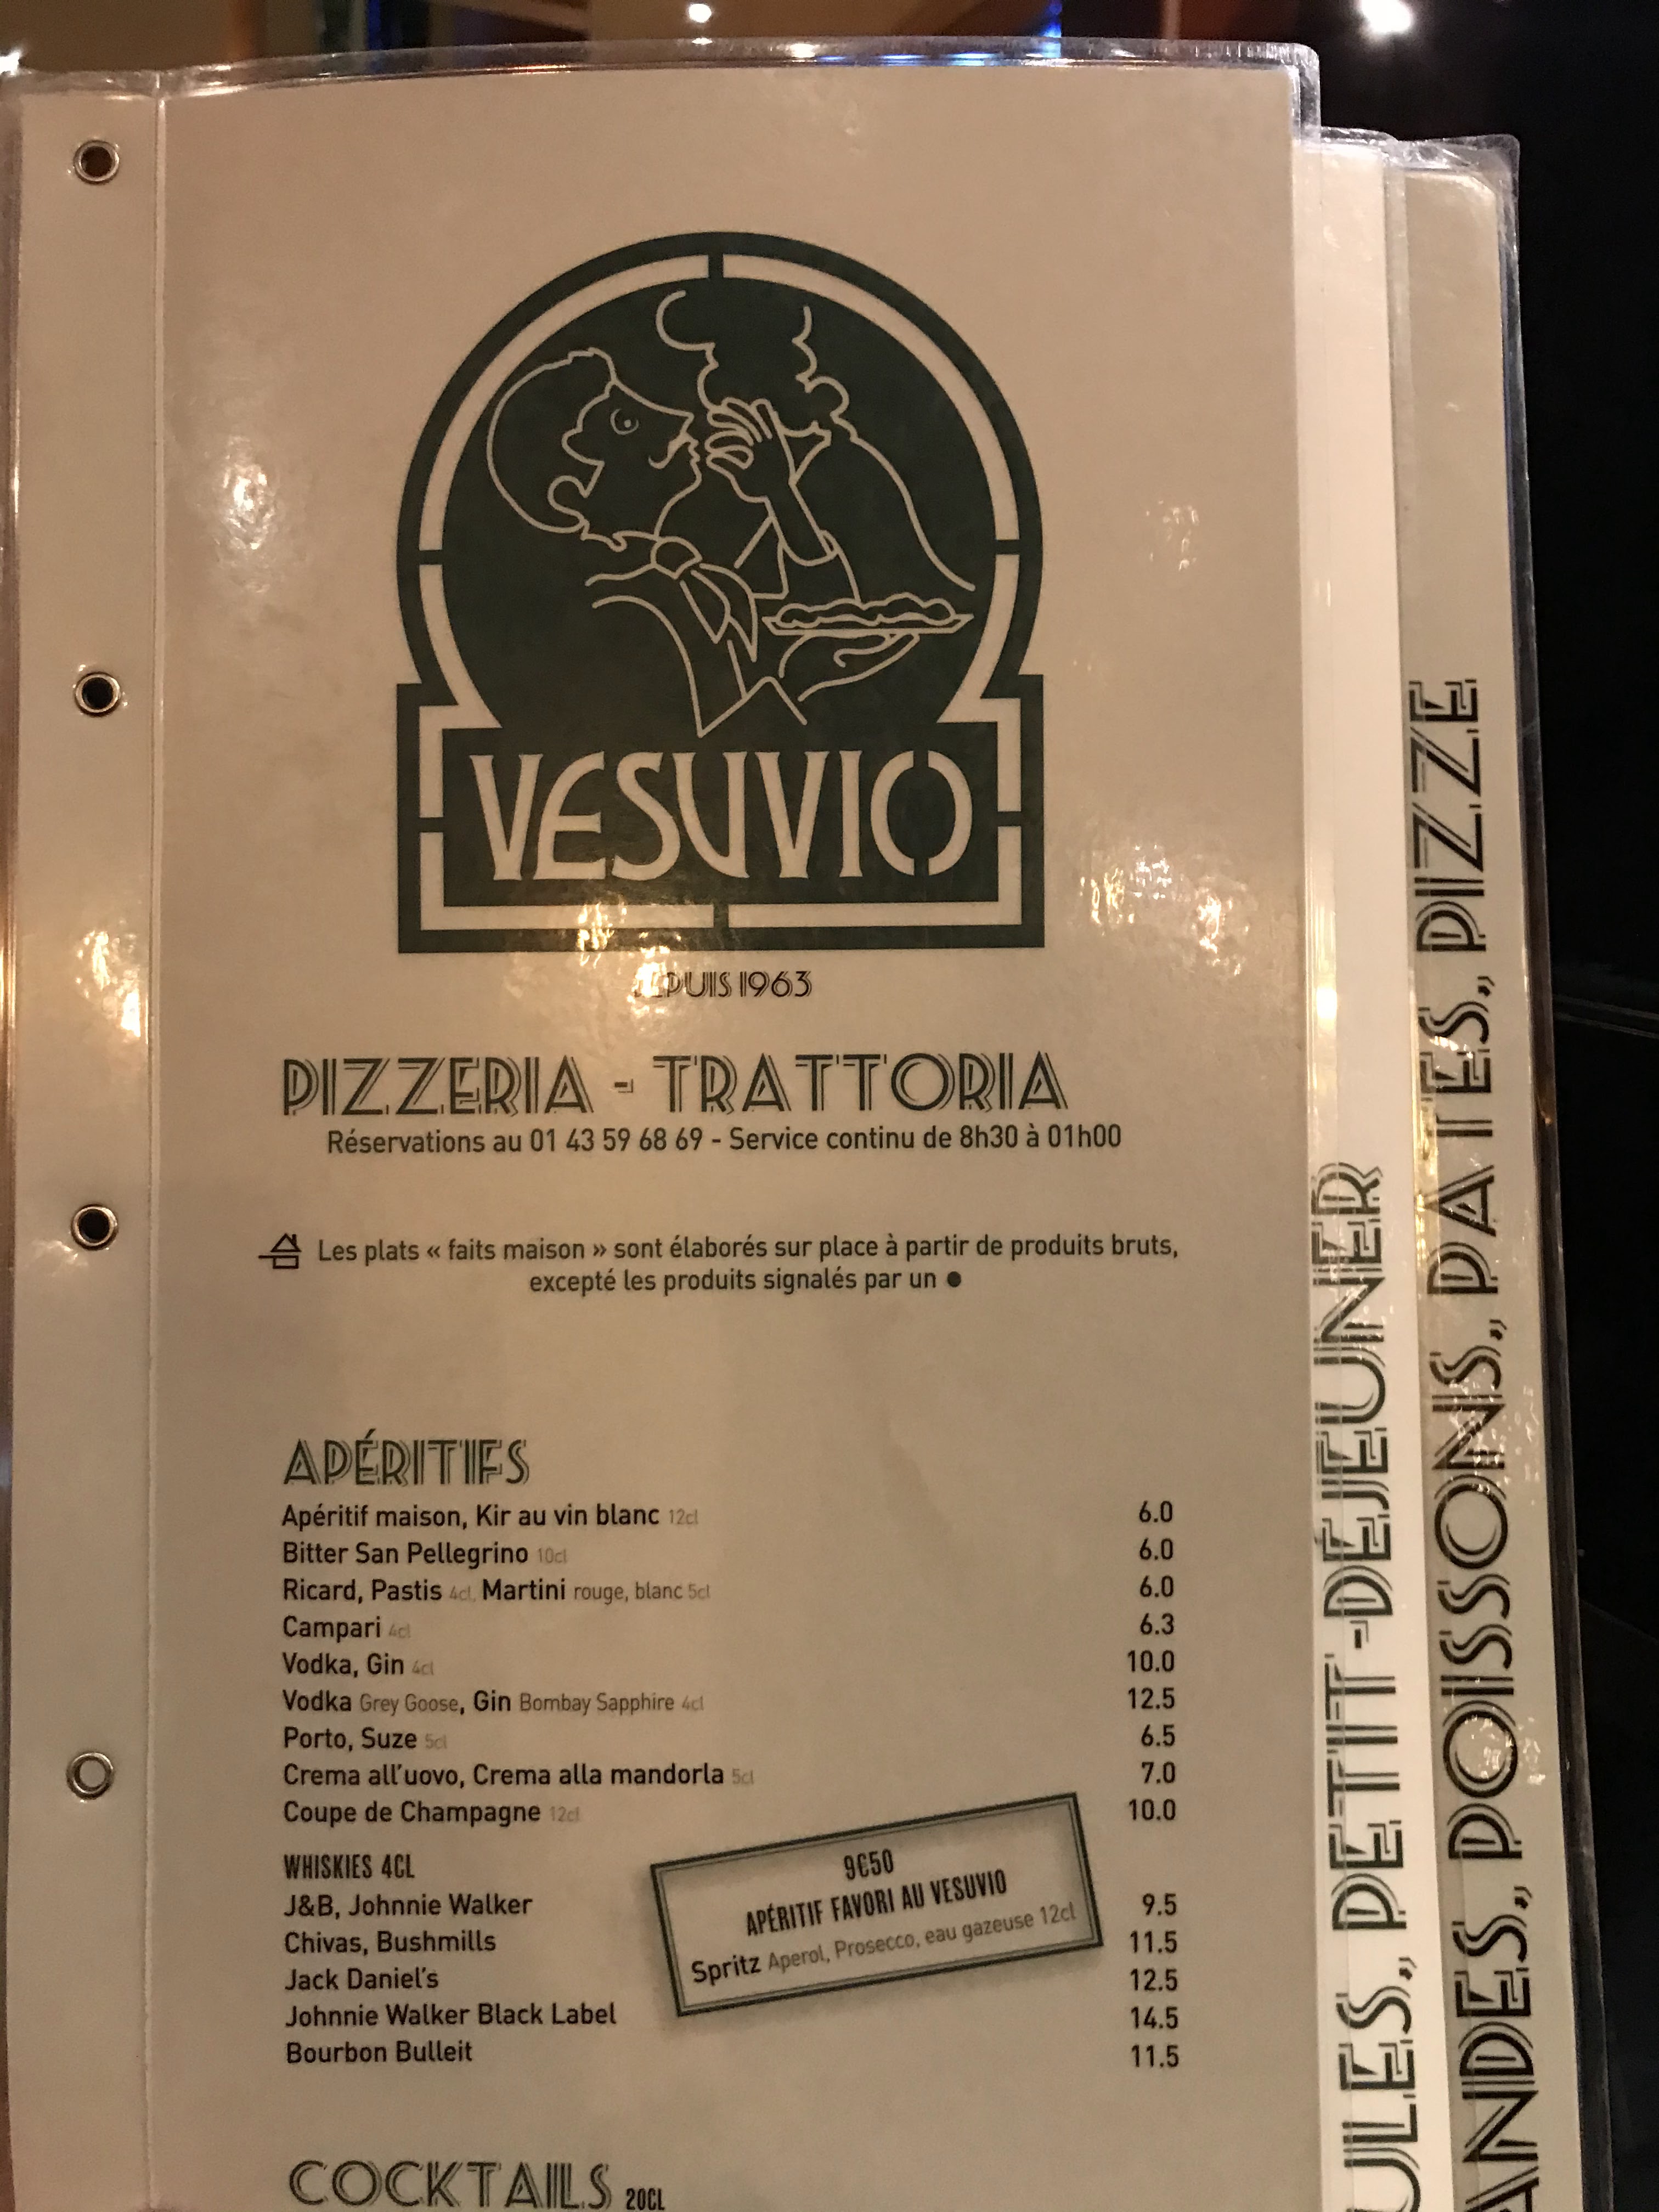 VESUVIO
DEPUIS 1963
PIZZERIA - TRATTORIA
Réservations au 01 43 59 68 69 - Service continu de 8h30 à 01h00
Les plats « faits maison » sont élaborés sur place à partir de produits bruts,
excepté les produits signalés par un ●
APÉRITIFS
Apéritif maison, Kir au vin blanc 12cl 6.0
Bitter San Pellegrino 10cl 6.0
Ricard, Pastis 4cl, Martini rouge, blanc 5cl 6.0
Campari 4cl 6.3
Vodka, Gin 4cl 10.0
Vodka Grey Goose, Gin Bombay Sapphire 4cl 12.5
Porto, Suze 5cl 6.5
Crema all'uovo, Crema alla mandorla 5cl 7.0
Coupe de Champagne 12cl 10.0
WHISKIES 4CL
J&B, Johnnie Walker 9.5
Chivas, Bushmills 11.5
Jack Daniel's 12.5
Johnnie Walker Black Label 14.5
Bourbon Bulleit 11.5
9€50
APÉRITIF FAVORI AU VESUVIO
Spritz Aperol, Prosecco, eau gazeuse 12cl
COCKTAILS 20CL
ULES, PETIT-DÉJEUNER
ANDES, POISSONS, PATES, PIZZE